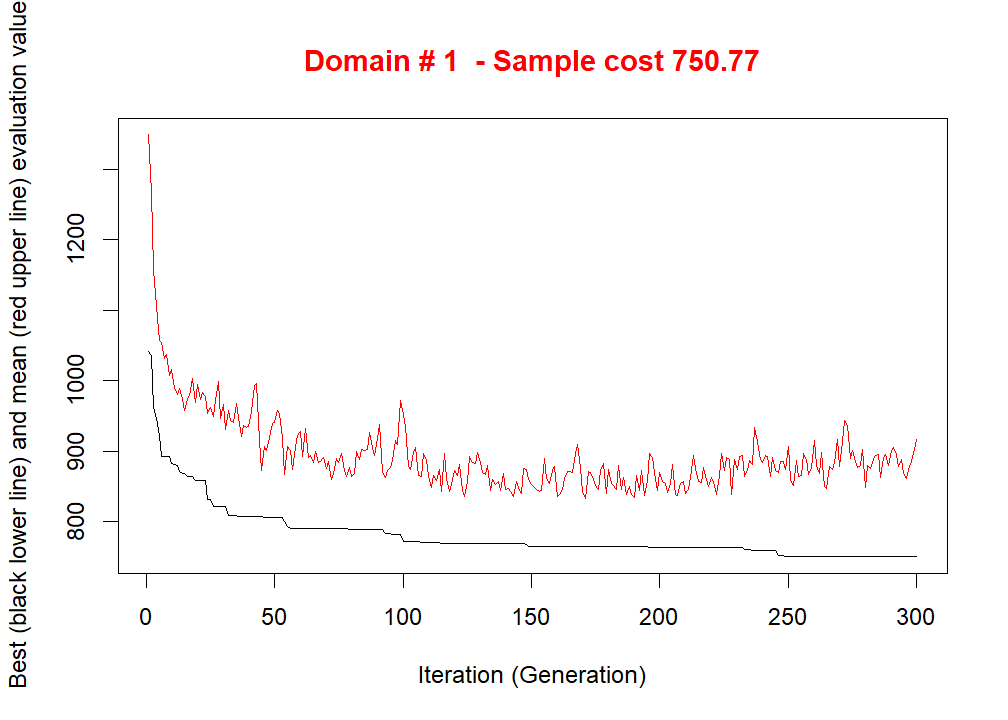 Domain # 1  - Sample cost 750.77
Best (black lower line) and mean (red upper line) evaluation value
1200
1000
900
800
0 50 100 150 200 250 300
Iteration (Generation)